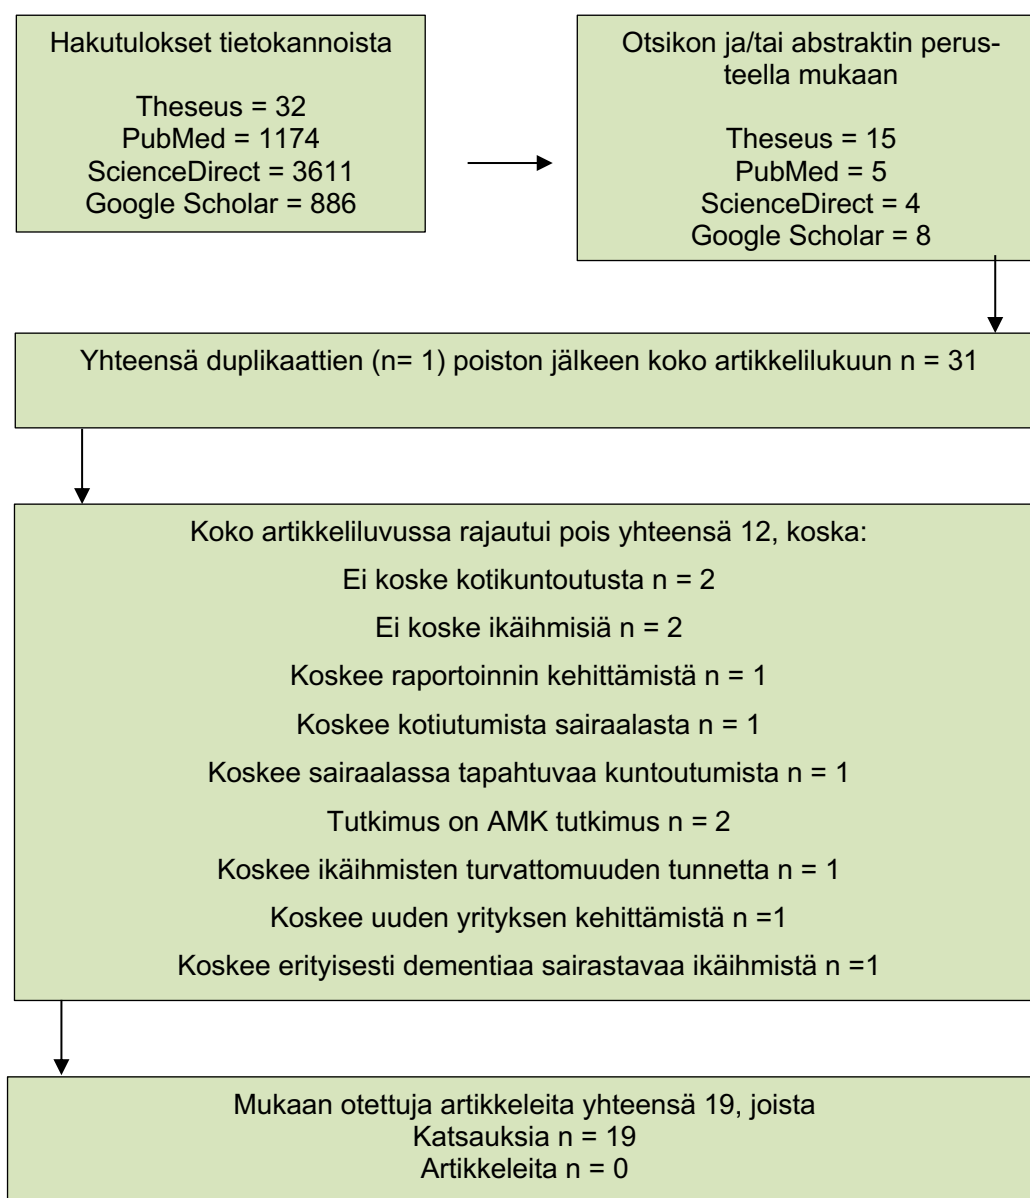 Hakutulokset tietokannoista
Theseus = 32
PubMed = 1174
ScienceDirect = 3611
Google Scholar = 886
Otsikon ja/tai abstraktin perus-
teella mukaan
Theseus = 15
PubMed = 5
ScienceDirect = 4
Google Scholar = 8
Yhteensä duplikaattien (n= 1) poiston jälkeen koko artikkelilukuun n = 31
Koko artikkeliluvussa rajautui pois yhteensä 12, koska:
Ei koske kotikuntoutusta n = 2
Ei koske ikäihmisiä n = 2
Koskee raportoinnin kehittämistä n = 1
Koskee kotiutumista sairaalasta n = 1
Koskee sairaalassa tapahtuvaa kuntoutumista n = 1
Tutkimus on AMK tutkimus n = 2
Koskee ikäihmisten turvattomuuden tunnetta n = 1
Koskee uuden yrityksen kehittämistä n =1
Koskee erityisesti dementiaa sairastavaa ikäihmistä n =1
Mukaan otettuja artikkeleita yhteensä 19, joista
Katsauksia n = 19
Artikkeleita n = 0